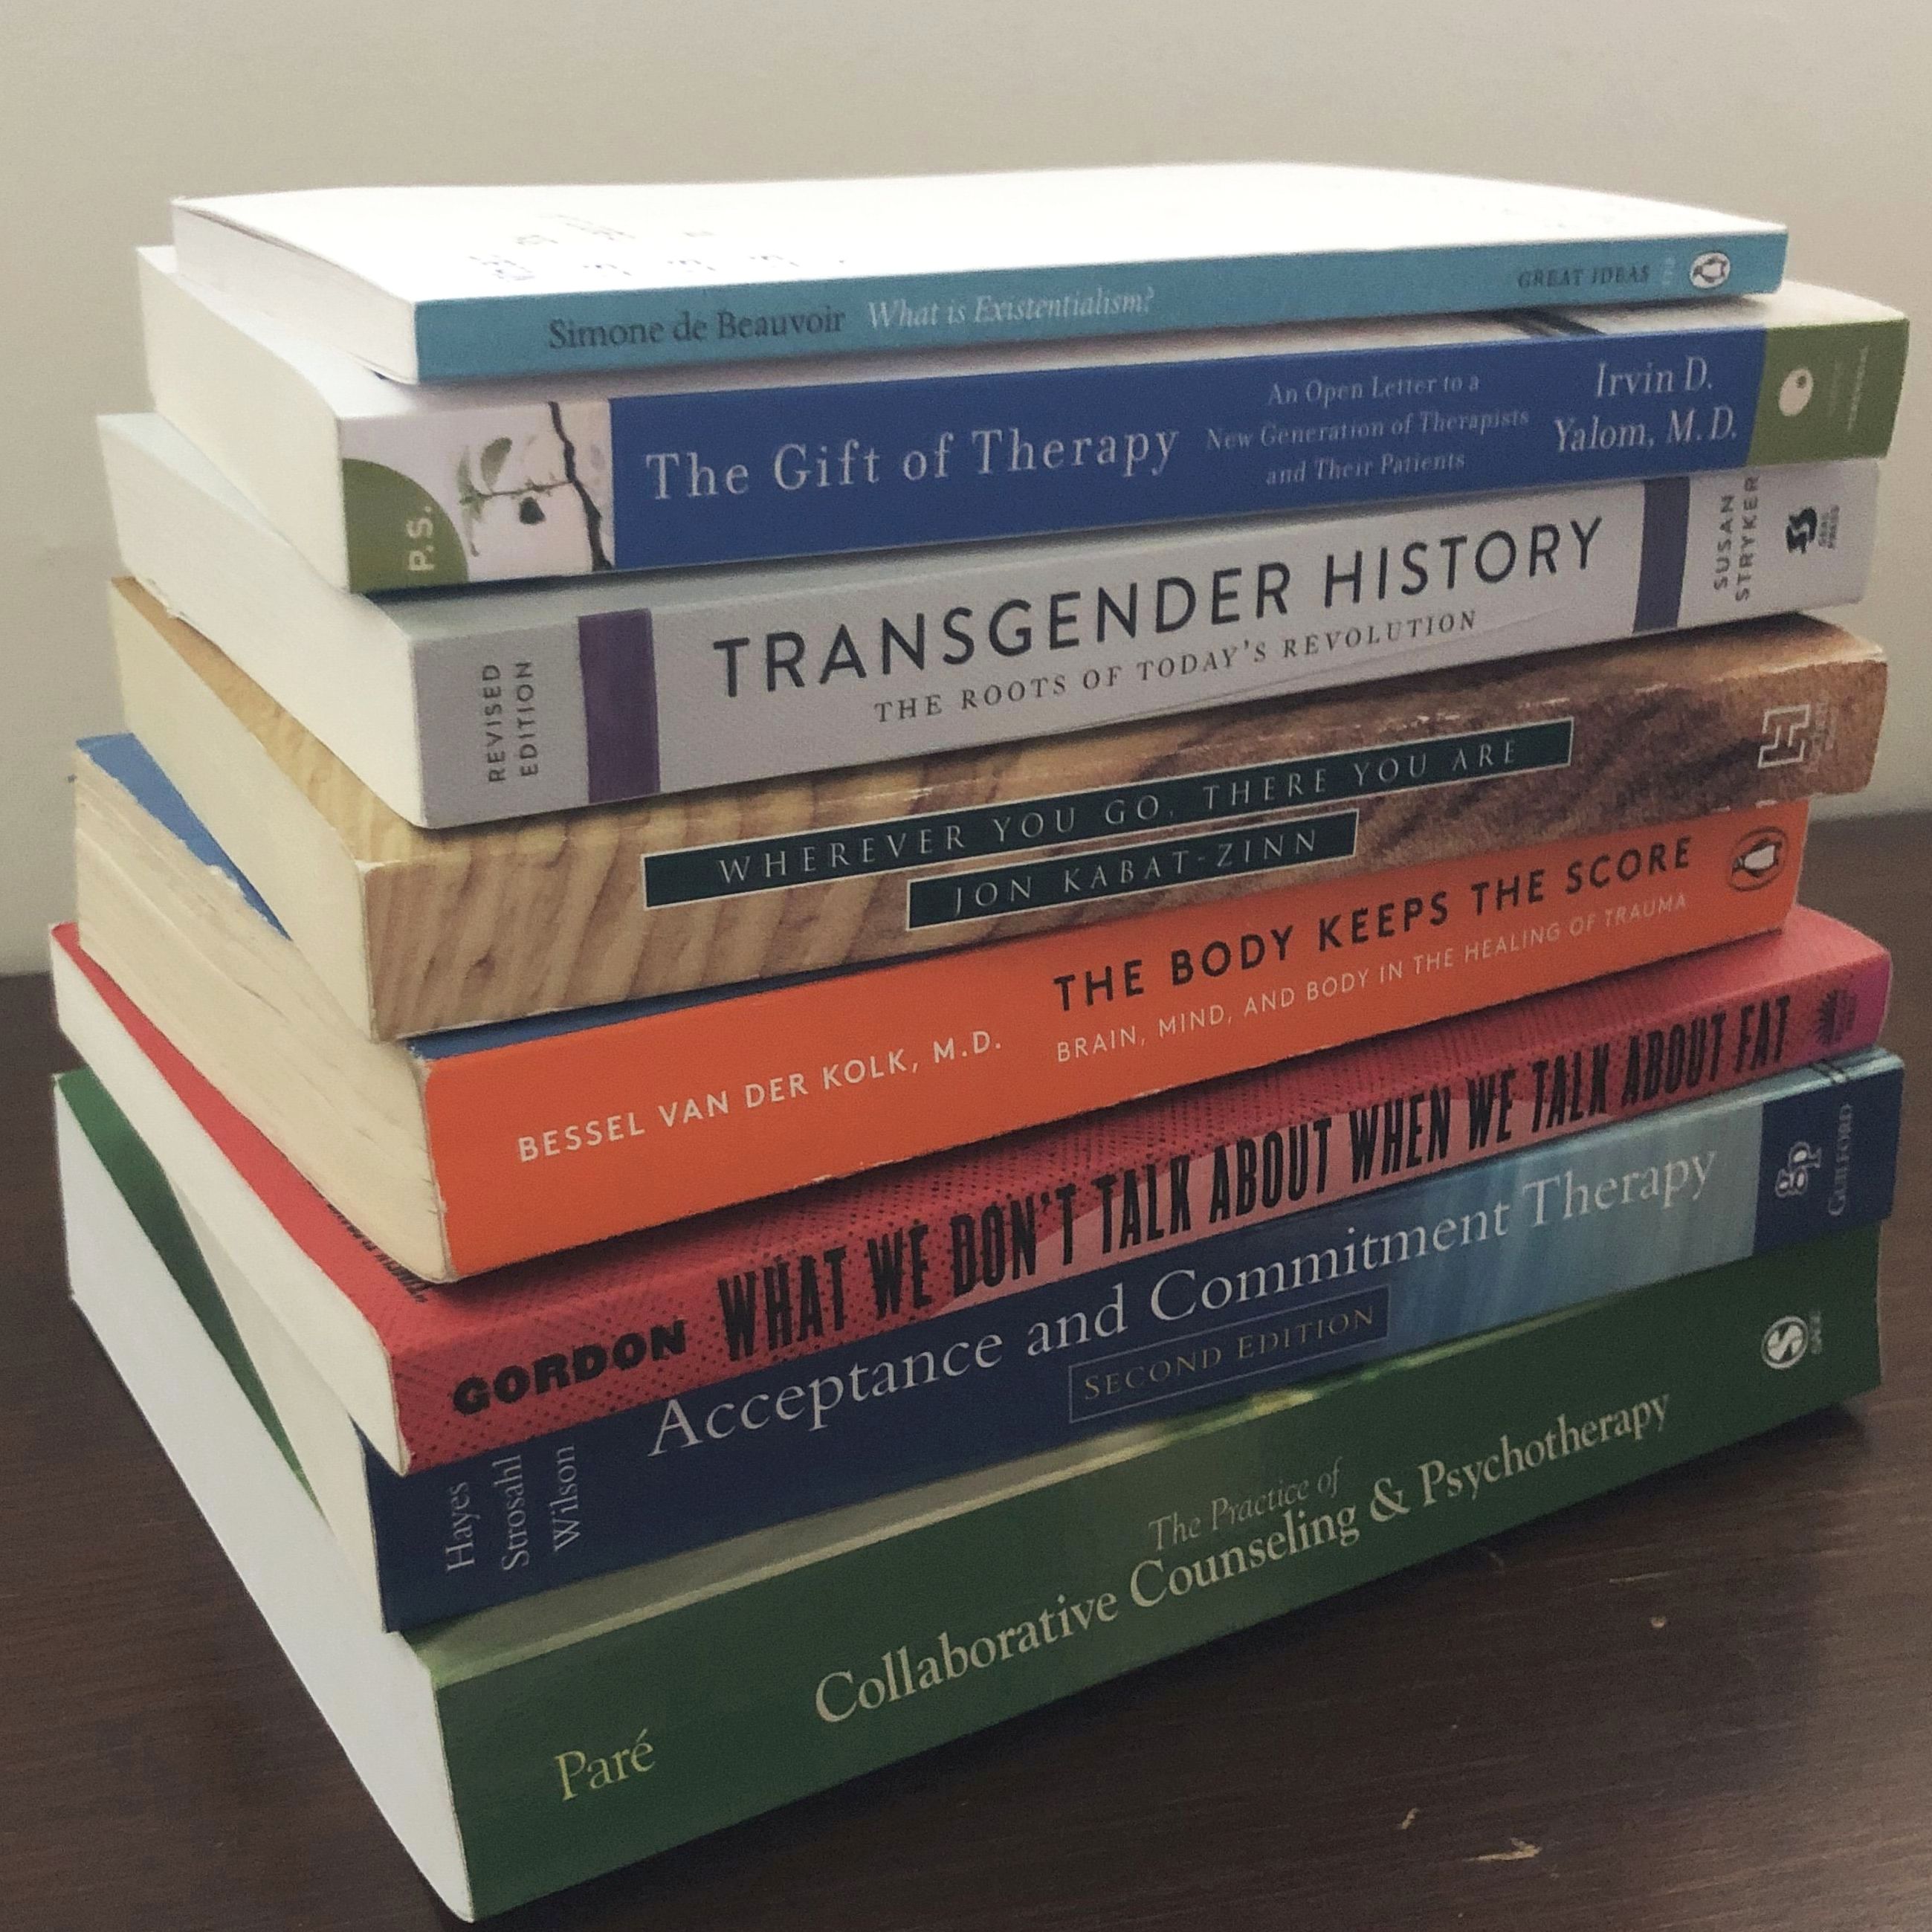 Simone de Beauvoir What is Existentialism? GREAT IDEAS
P.S.
The Gift of Therapy
An Open Letter to a
New Generation of Therapists
and Their Patients
Irvin D.
Yalom, M.D.
REVISED
EDITION
TRANSGENDER HISTORY
THE ROOTS OF TODAY'S REVOLUTION
SUSAN
STRYKER
SEAL
PRESS
WHEREVER YOU GO, THERE YOU ARE
JON KABAT-ZINN
BESSEL VAN DER KOLK, M.D.
THE BODY KEEPS THE SCORE
BRAIN, MIND, AND BODY IN THE HEALING OF TRAUMA
GORDON WHAT WE DON'T TALK ABOUT WHEN WE TALK ABOUT FAT
Hayes
Strosahl
Wilson
Acceptance and Commitment Therapy
SECOND EDITION
GUILFORD
Paré
The Practice of
Collaborative Counseling & Psychotherapy
SAGE